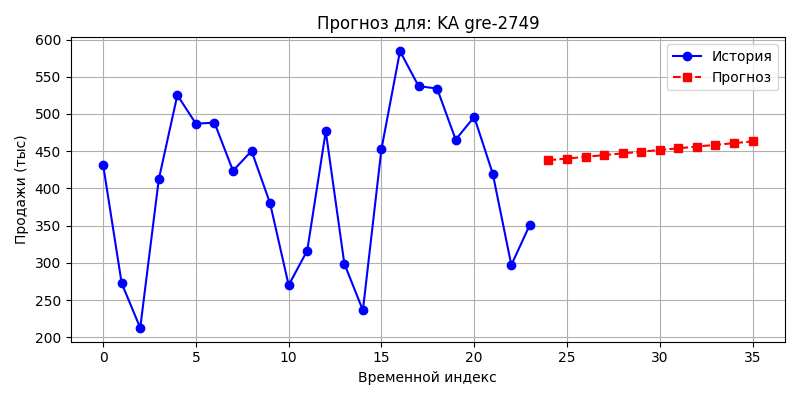 Прогноз для: KA gre-2749
Продажи (тыс)
600
550
500
450
400
350
300
250
200
История
Прогноз
0 5 10 15 20 25 30 35
Временной индекс